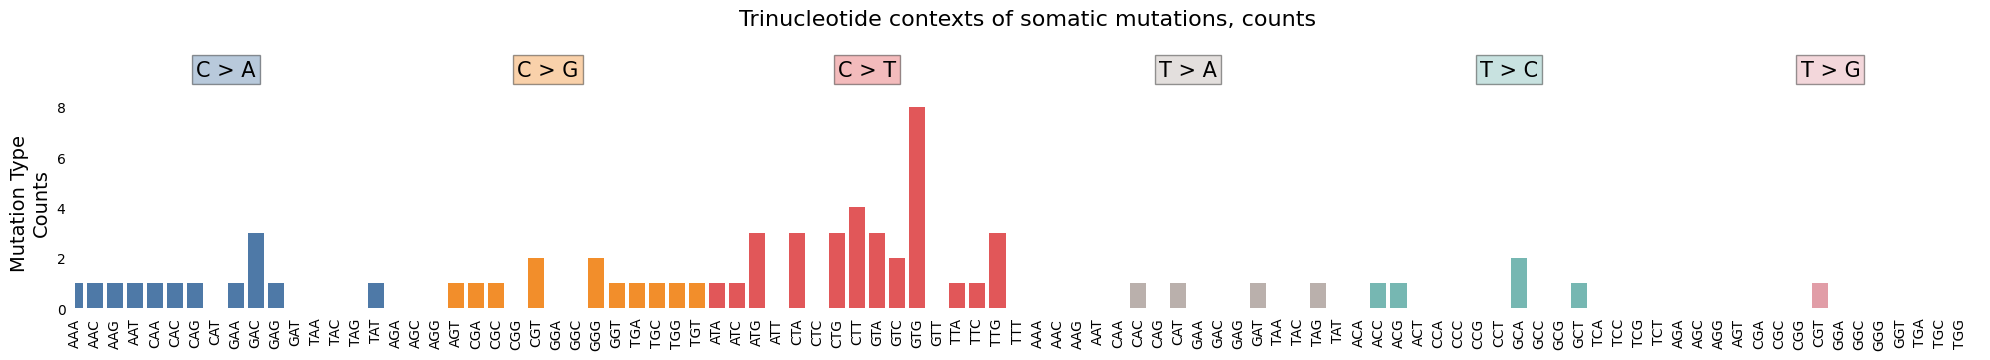 Trinucleotide contexts of somatic mutations, counts
C > A C > G C > T T > A T > C T > G
Mutation Type
Counts
8
6
4
2
0
AAA AAC AAG AAT CAA CAC CAG CAT GAA GAC GAG GAT TAA TAC TAG TAT AGA AGC AGG AGT CGA CGC CGG CGT GGA GGC GGG GGT TGA TGC TGG TGT ATA ATC ATG ATT CTA CTC CTG CTT GTA GTC GTG GTT TTA TTC TTG TTT AAA AAC AAG AAT CAA CAC CAG CAT GAA GAC GAG GAT TAA TAC TAG TAT ACA ACC ACG ACT CCA CCC CCG CCT GCA GCC GCG GCT TCA TCC TCG TCT AGA AGC AGG AGT CGA CGC CGG CGT GGA GGC GGG GGT TGA TGC TGG